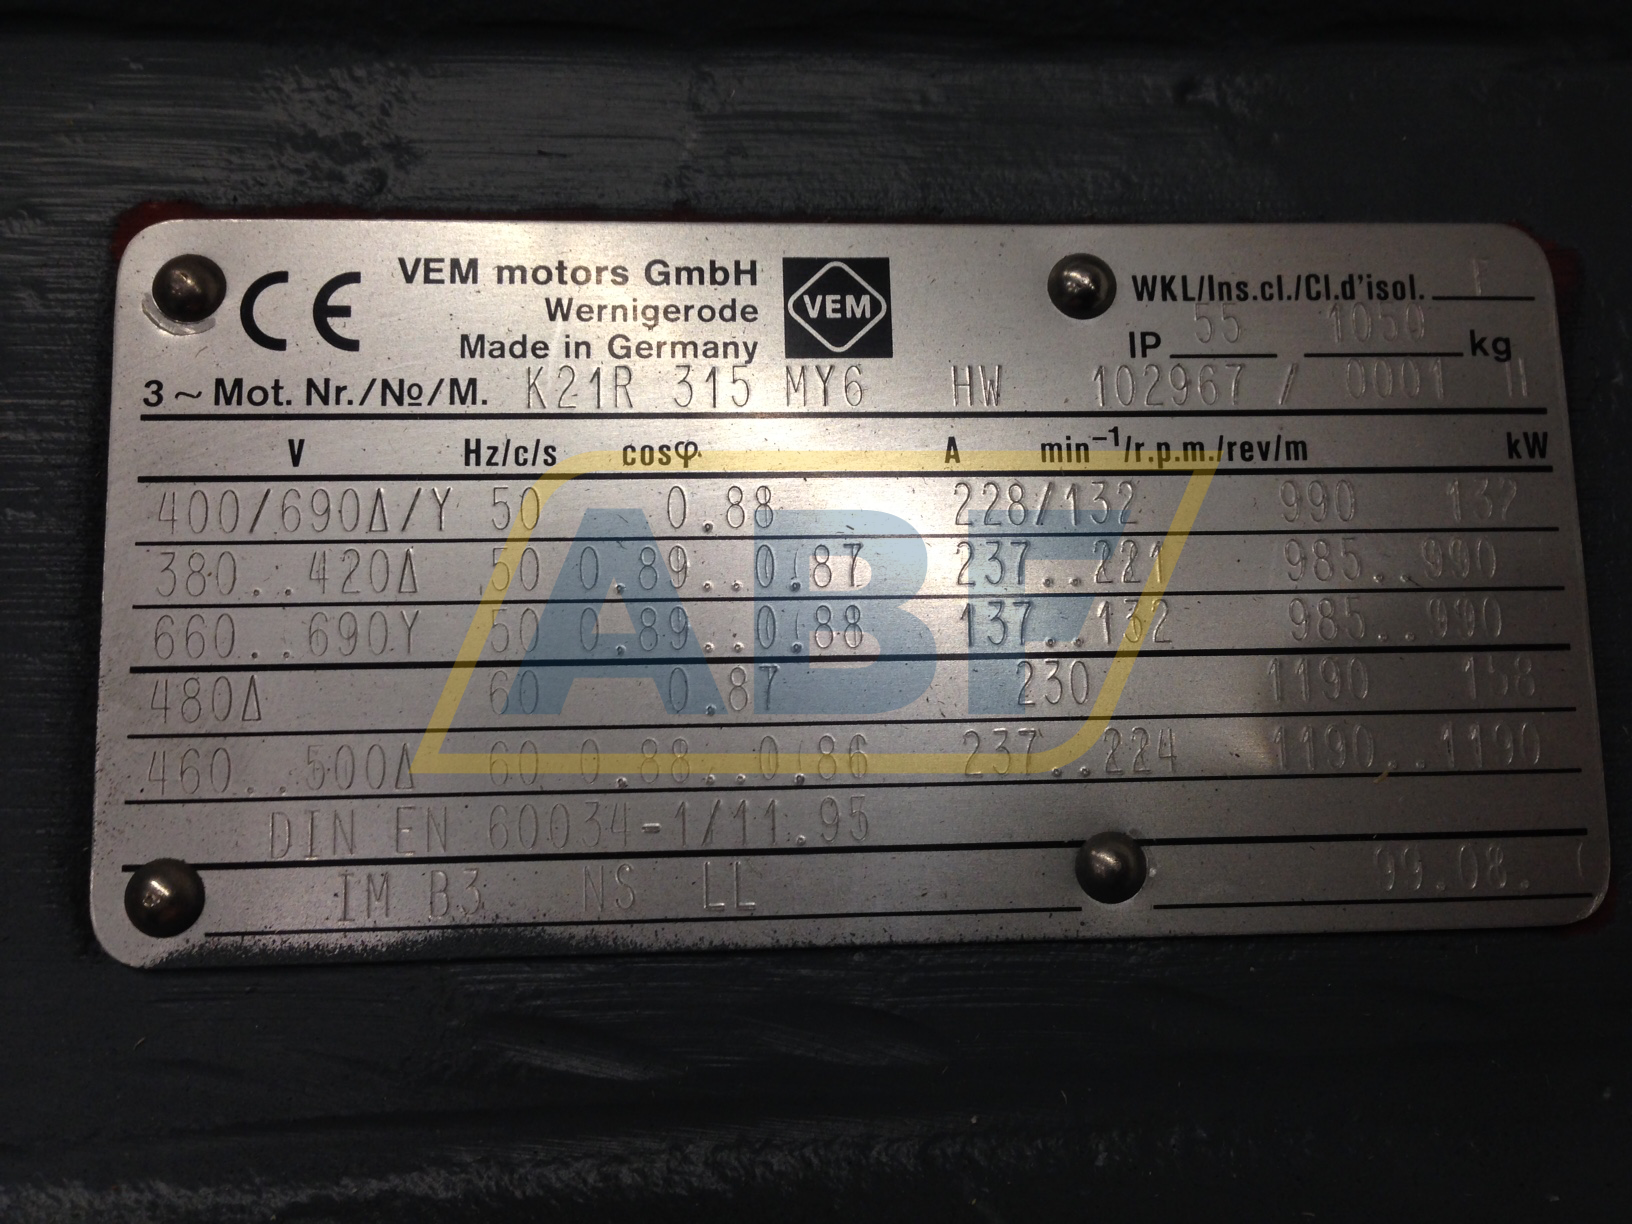 CE VEM motors GmbH VEM WKL/Ins.cl./Cl.d'isol. F
Wernigerode
Made in Germany IP 55 1050 kg
3 ~ Mot. Nr./№/M. K21R 315 MY6 HW 102967 / 0001 H
V Hz/c/s cosφ A min⁻¹/r.p.m./rev/m kW
400/690Δ/Y 50 0.88 228/132 990 132
380..420Δ 50 0.89..0.87 237..221 985..990
660..690Y 50 0.89..0.88 137..132 985..990
480Δ 60 0.87 230 1190 158
460..500Δ 60 0.88..0.86 237..224 1190..1190
DIN EN 60034-1/11.95
IM B3 NS LL 99.08.
ABF